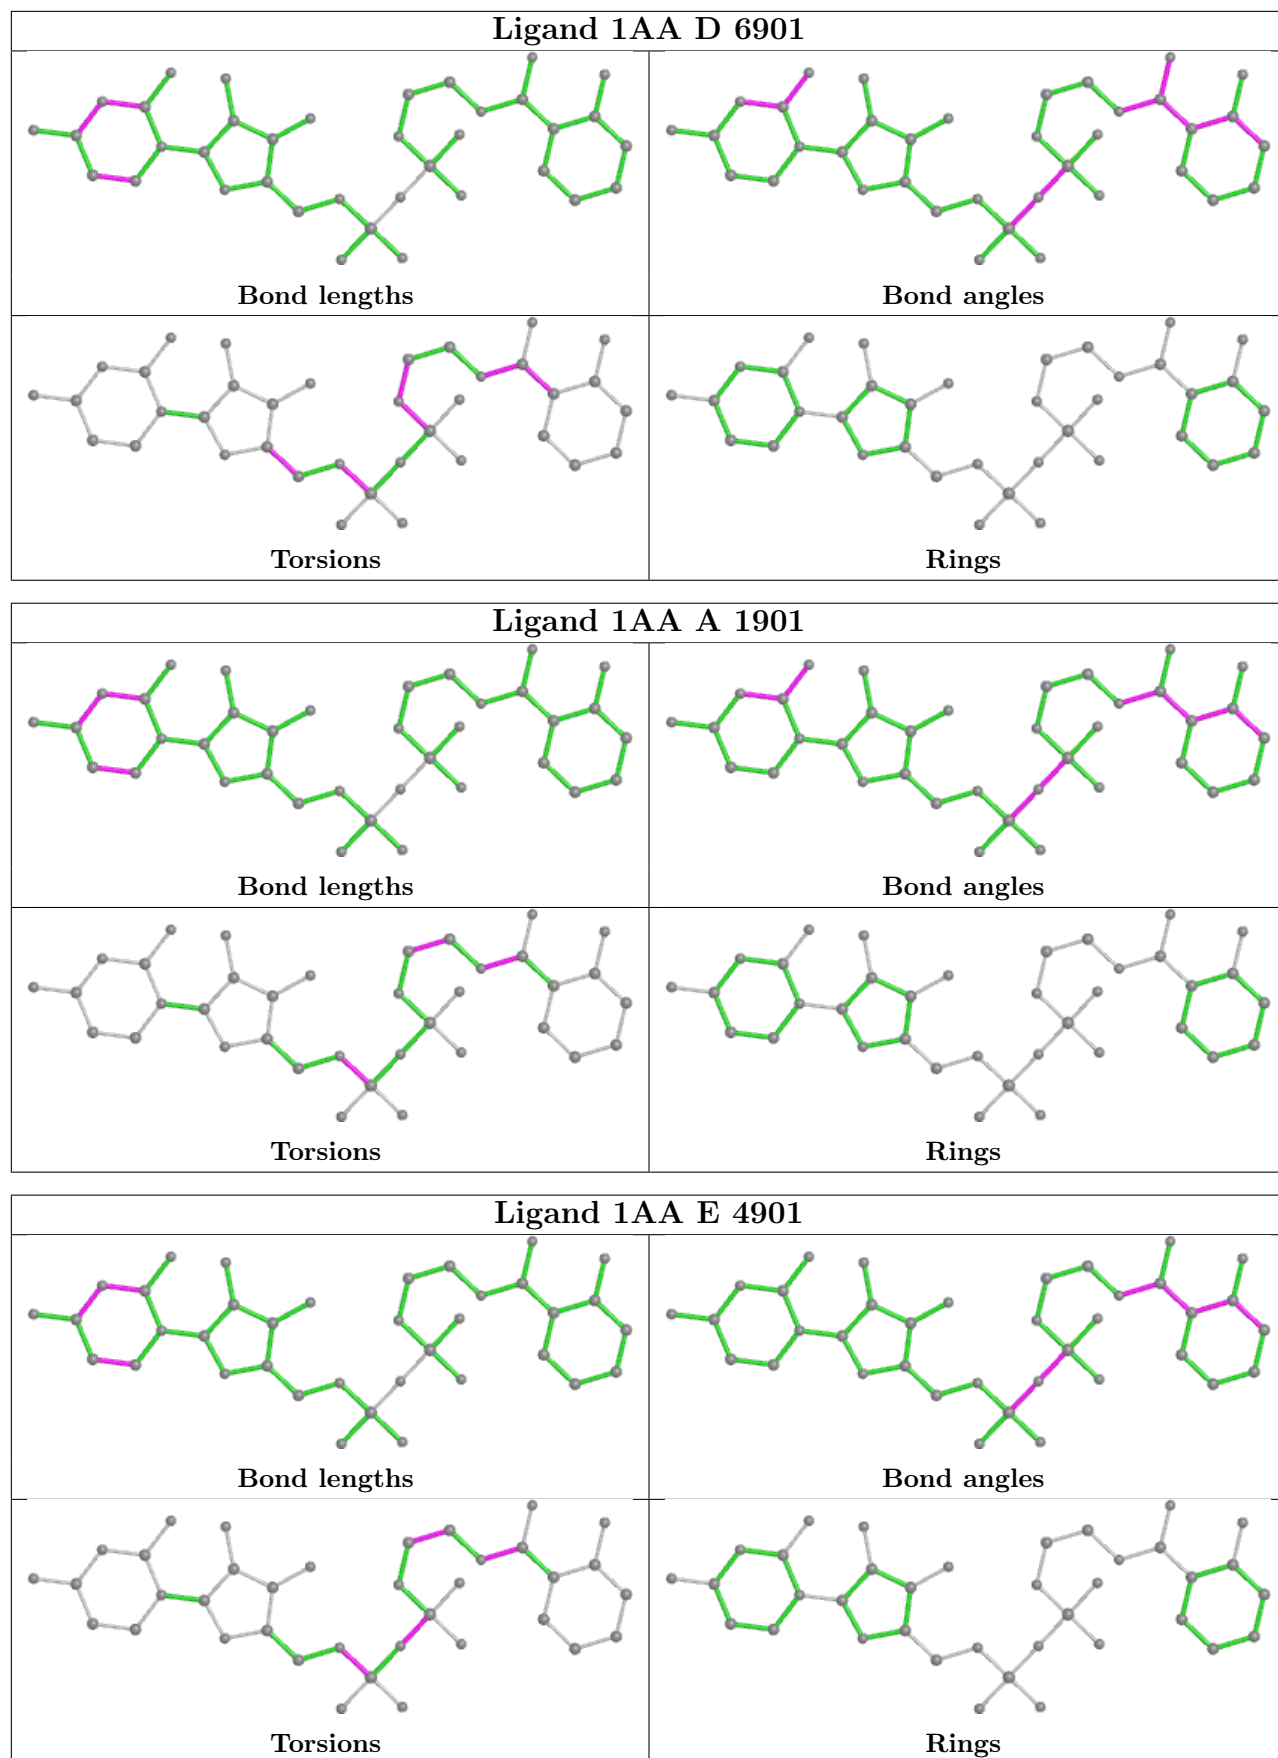 Ligand 1AA D 6901
Bond lengths
Bond angles
Torsions
Rings
Ligand 1AA A 1901
Bond lengths
Bond angles
Torsions
Rings
Ligand 1AA E 4901
Bond lengths
Bond angles
Torsions
Rings